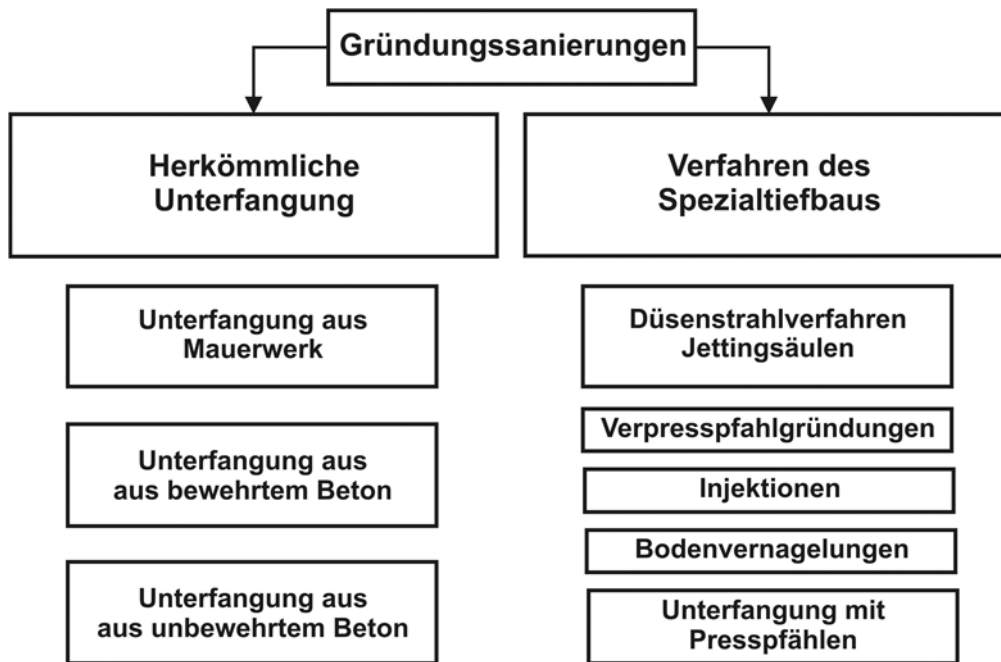 Gründungssanierungen
Herkömmliche
Unterfangung
Unterfangung aus
Mauerwerk
Unterfangung aus
aus bewehrtem Beton
Unterfangung aus
aus unbewehrtem Beton
Verfahren des
Spezialtiefbaus
Düsenstrahlverfahren
Jettingsäulen
Verpresspfahlgründungen
Injektionen
Bodenvernagelungen
Unterfangung mit
Presspfählen